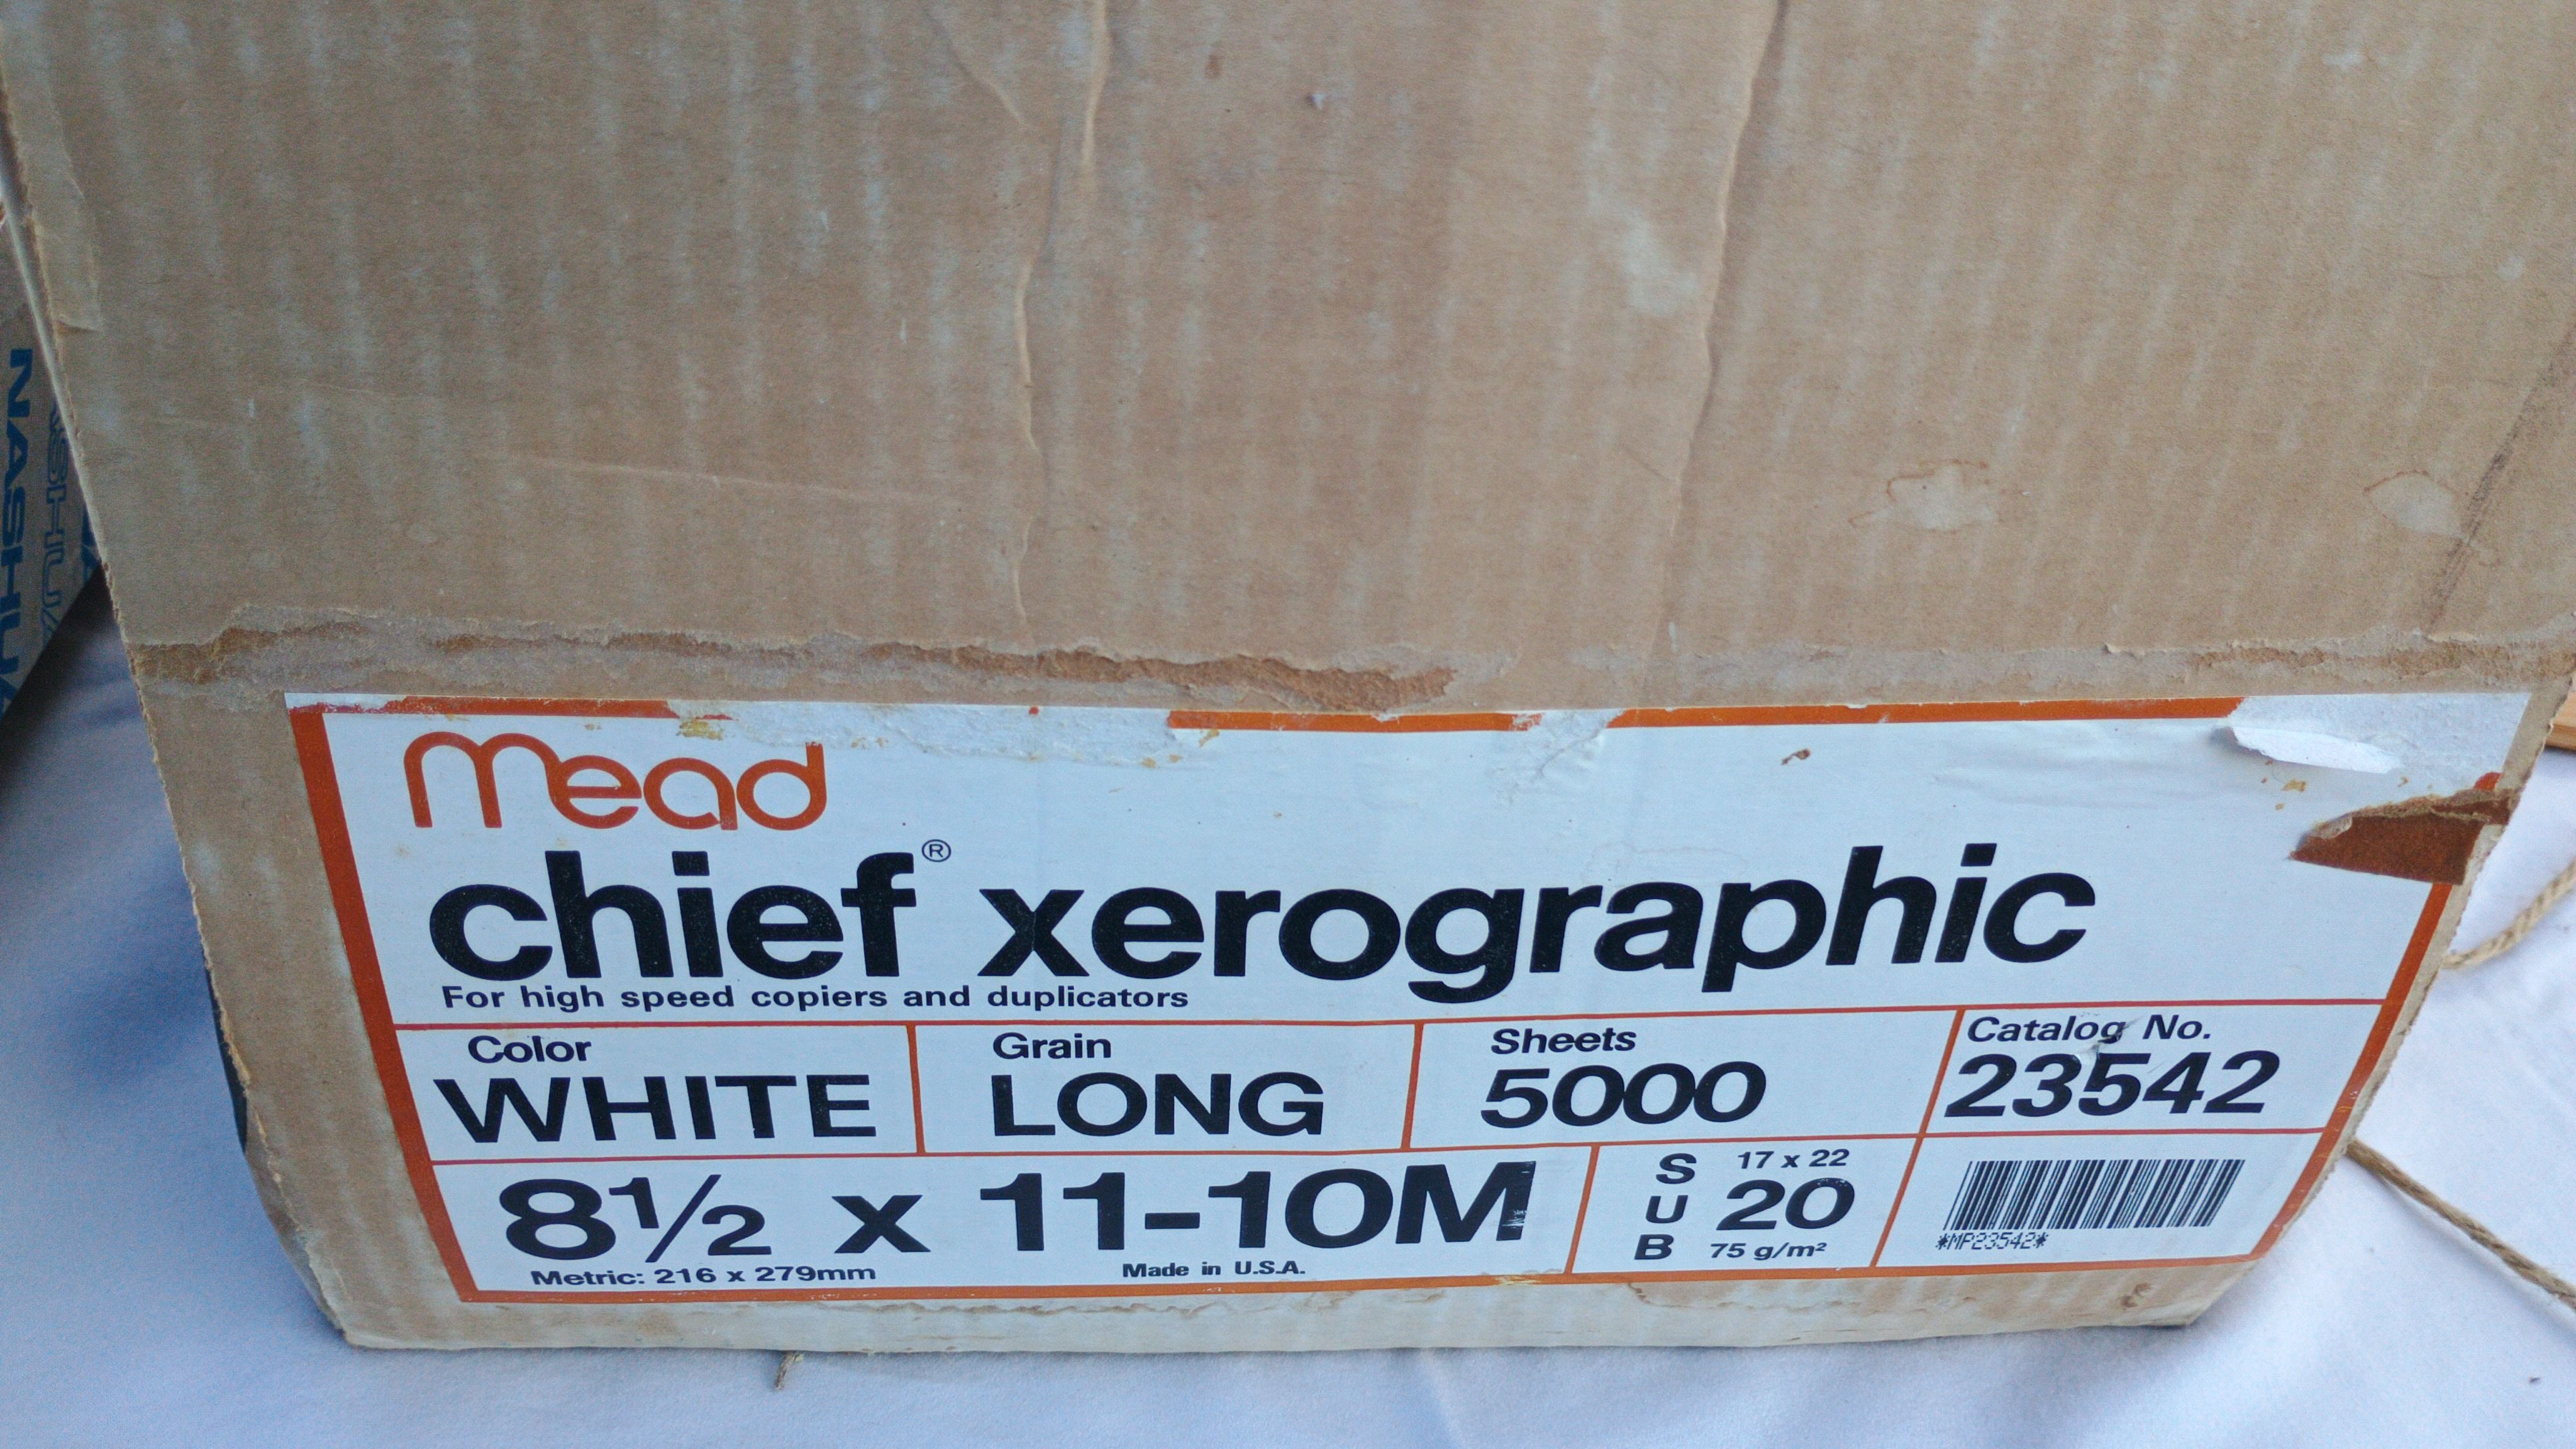 NASHUA
mead
chief® xerographic
For high speed copiers and duplicators
Color
WHITE
Grain
LONG
Sheets
5000
Catalog No.
23542
8½ x 11-10M
Metric: 216 x 279mm
Made in U.S.A.
SUB
17 x 22
20
75 g/m²
*MP23542*